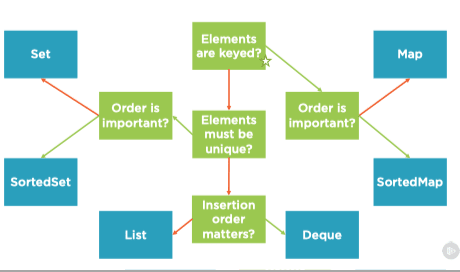 Elements
are keyed?
Set
Map
Order is
important?
Order is
important?
Elements
must be
unique?
SortedSet
SortedMap
Insertion
order
matters?
List
Deque